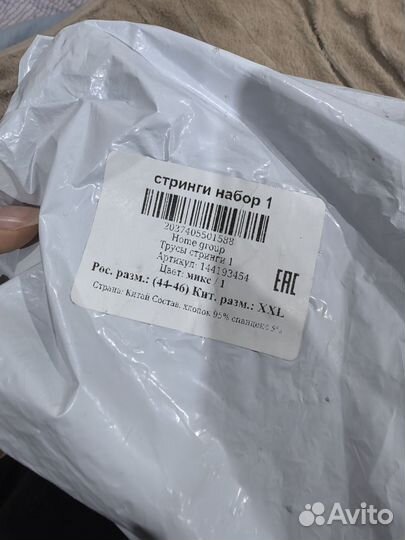 стринги набор 1
2037405501588
Home group
Трусы стринги 1
Артикул: 144193454
Цвет: микс / 1
Рос. разм.: (44-46) Кит. разм.: XXL
Страна: Китай Состав: хлопок 95% спандекс 5%
EAC
Avito